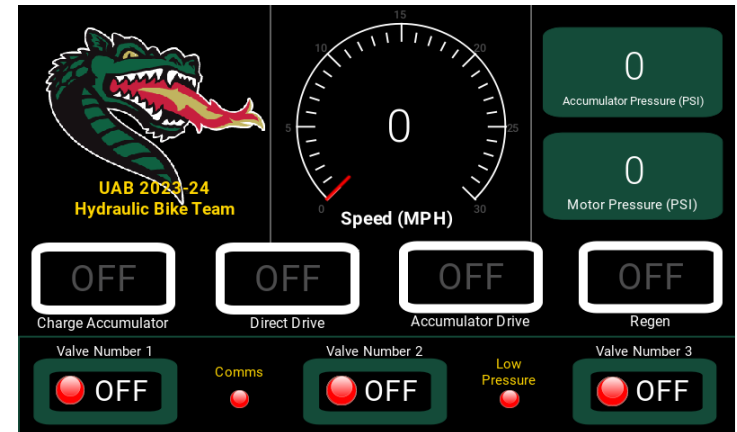 UAB 2023-24
Hydraulic Bike Team
0
5
10
15
20
25
30
0
Speed (MPH)
0
Accumulator Pressure (PSI)
0
Motor Pressure (PSI)
OFF
Charge Accumulator
OFF
Direct Drive
OFF
Accumulator Drive
OFF
Regen
Valve Number 1
OFF
Comms
Valve Number 2
OFF
Low
Pressure
Valve Number 3
OFF